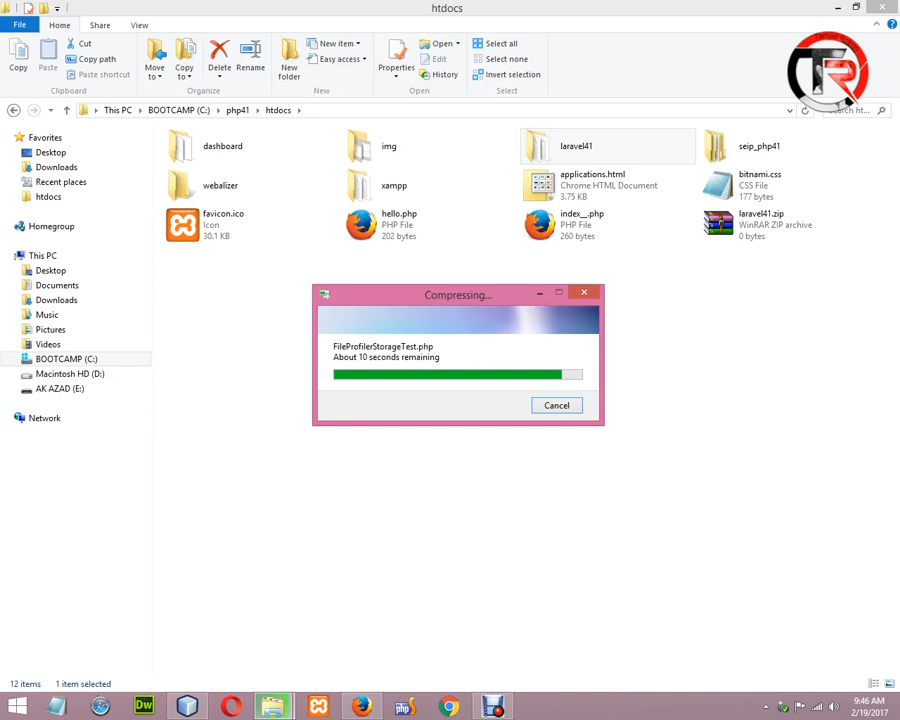 htdocs
File
Home
Share
View
Copy
Paste
Cut
Copy path
Paste shortcut
Move to
Copy to
Delete
Rename
New folder
New item
Easy access
Properties
Open
Edit
History
Select all
Select none
Invert selection
Clipboard
Organize
New
Open
Select
TR
This PC
BOOTCAMP (C:)
php41
htdocs
ht...
Favorites
Desktop
Downloads
Recent places
htdocs
Homegroup
This PC
Desktop
Documents
Downloads
Music
Pictures
Videos
BOOTCAMP (C:)
Macintosh HD (D:)
AK AZAD (E:)
Network
dashboard
img
laravel41
seip_php41
webalizer
xampp
applications.html
Chrome HTML Document
3.75 KB
bitnami.css
CSS File
177 bytes
favicon.ico
Icon
30.1 KB
hello.php
PHP File
202 bytes
index__.php
PHP File
260 bytes
laravel41.zip
WinRAR ZIP archive
0 bytes
Compressing...
FileProfilerStorageTest.php
About 10 seconds remaining
Cancel
12 items
1 item selected
Dw
php
9:46 AM
2/19/2017